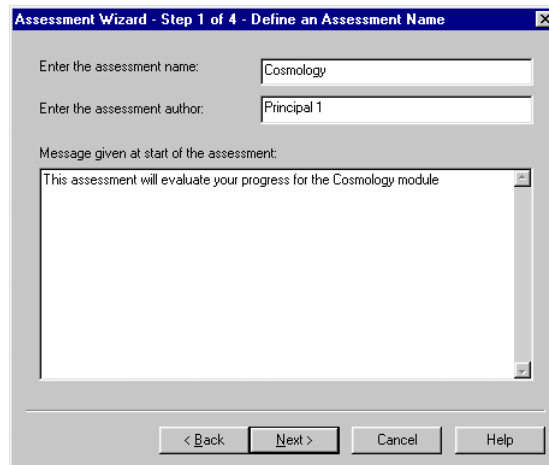 Assessment Wizard - Step 1 of 4 - Define an Assessment Name
Enter the assessment name: Cosmology
Enter the assessment author: Principal 1
Message given at start of the assessment:
This assessment will evaluate your progress for the Cosmology module
< Back Next > Cancel Help